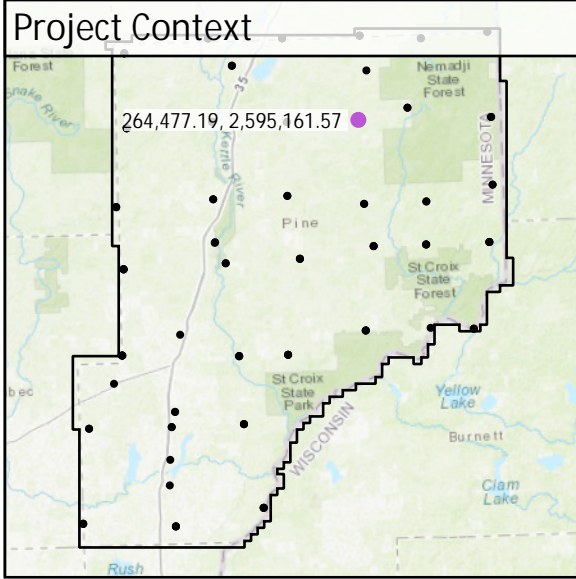 Project Context
Forest
Nemadji
State
Forest
Snake River
35
264,477.19, 2,595,161.57
MINNESOTA
Kettle
River
Pine
St Croix
State
Forest
St Croix
State
Park
bec
Yellow
Lake
WISCONSIN
Burnett
Clam
Lake
Rush